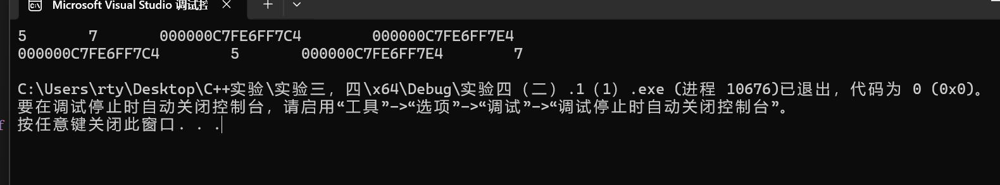 Microsoft Visual Studio 调试控
5 7 000000C7FE6FF7C4 000000C7FE6FF7E4
000000C7FE6FF7C4 5 000000C7FE6FF7E4 7
C:\Users\rty\Desktop\C++实验\实验三，四\x64\Debug\实验四（二）.1（1）.exe (进程 10676)已退出，代码为 0 (0x0)。
要在调试停止时自动关闭控制台，请启用“工具”->“选项”->“调试”->“调试停止时自动关闭控制台”。
按任意键关闭此窗口. . .